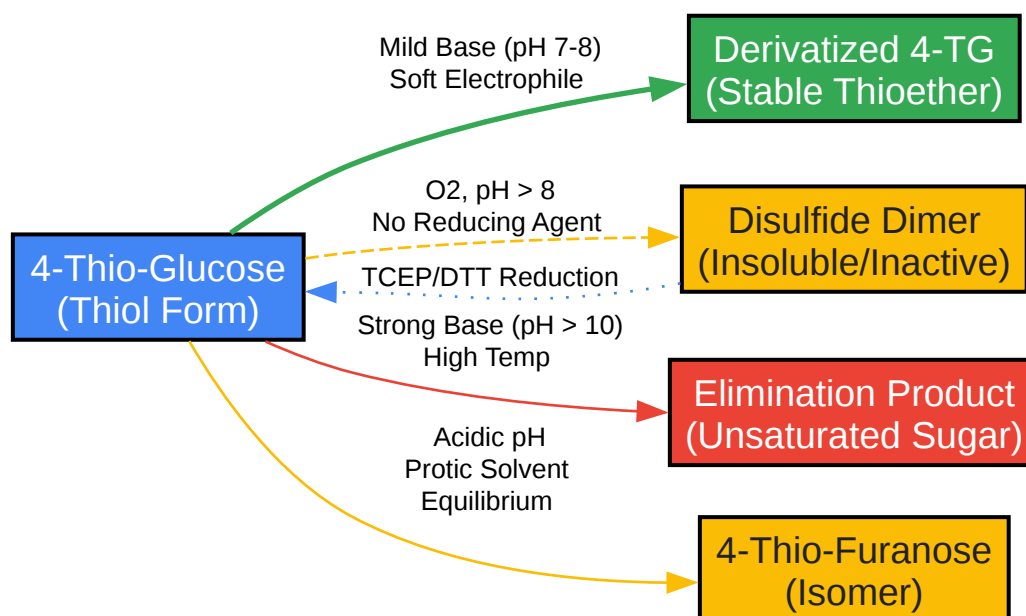 Mild Base (pH 7-8)
Soft Electrophile
Derivatized 4-TG
(Stable Thioether)
O2, pH > 8
No Reducing Agent
Disulfide Dimer
(Insoluble/Inactive)
4-Thio-Glucose
(Thiol Form)
TCEP/DTT Reduction
Strong Base (pH > 10)
High Temp
Elimination Product
(Unsaturated Sugar)
Acidic pH
Protic Solvent
Equilibrium
4-Thio-Furanose
(Isomer)